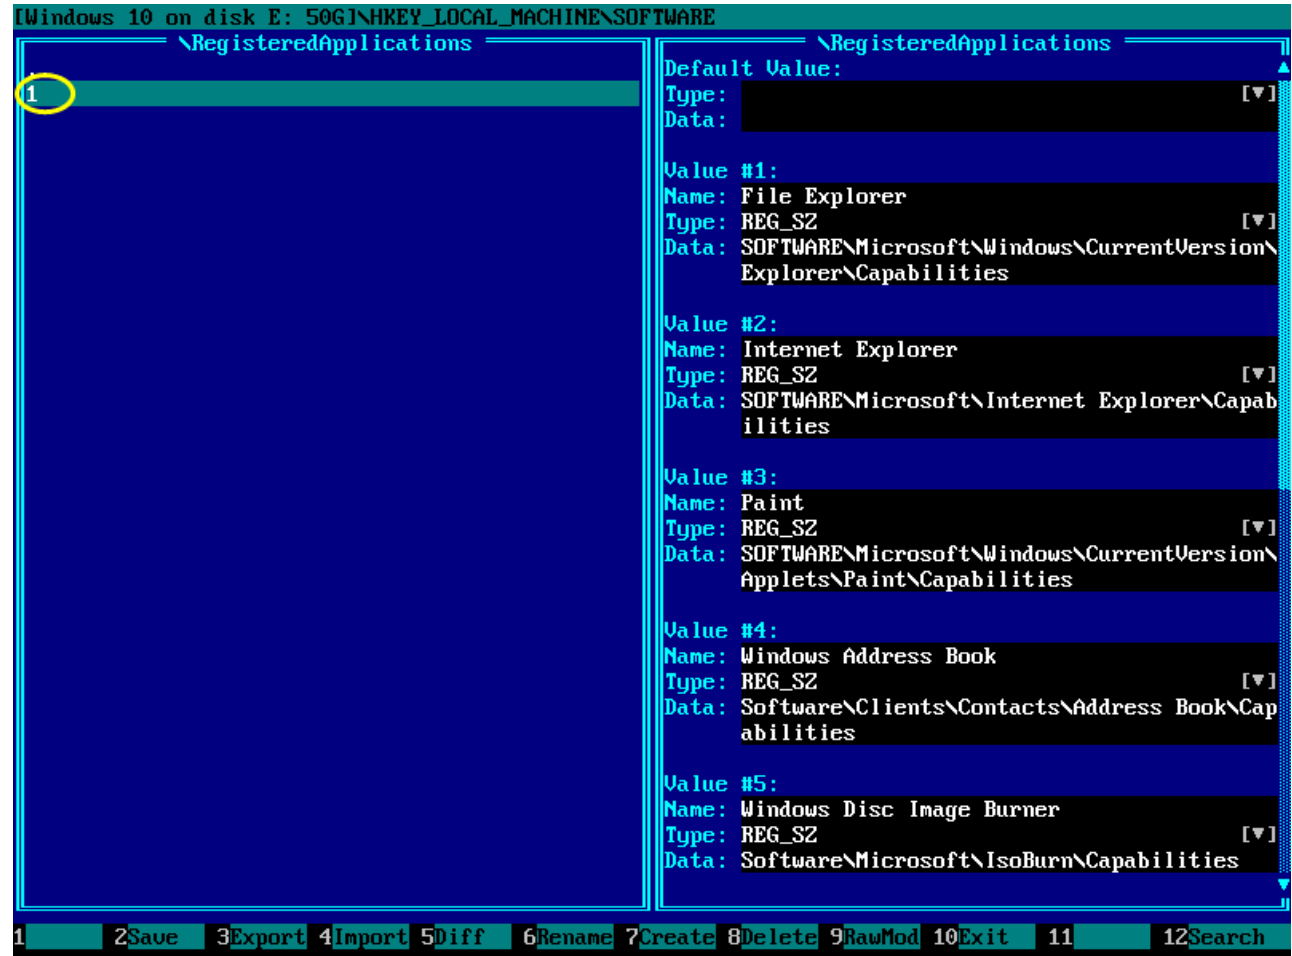 [Windows 10 on disk E: 50G]\HKEY_LOCAL_MACHINE\SOFTWARE
\RegisteredApplications
..
1
\RegisteredApplications
Default Value:
Type: [▼]
Data:
Value #1:
Name: File Explorer
Type: REG_SZ [▼]
Data: SOFTWARE\Microsoft\Windows\CurrentVersion\
Explorer\Capabilities
Value #2:
Name: Internet Explorer
Type: REG_SZ [▼]
Data: SOFTWARE\Microsoft\Internet Explorer\Capab
ilities
Value #3:
Name: Paint
Type: REG_SZ [▼]
Data: SOFTWARE\Microsoft\Windows\CurrentVersion\
Applets\Paint\Capabilities
Value #4:
Name: Windows Address Book
Type: REG_SZ [▼]
Data: Software\Clients\Contacts\Address Book\Cap
abilities
Value #5:
Name: Windows Disc Image Burner
Type: REG_SZ [▼]
Data: Software\Microsoft\IsoBurn\Capabilities
1 2Save 3Export 4Import 5Diff 6Rename 7Create 8Delete 9RawMod 10Exit 11 12Search